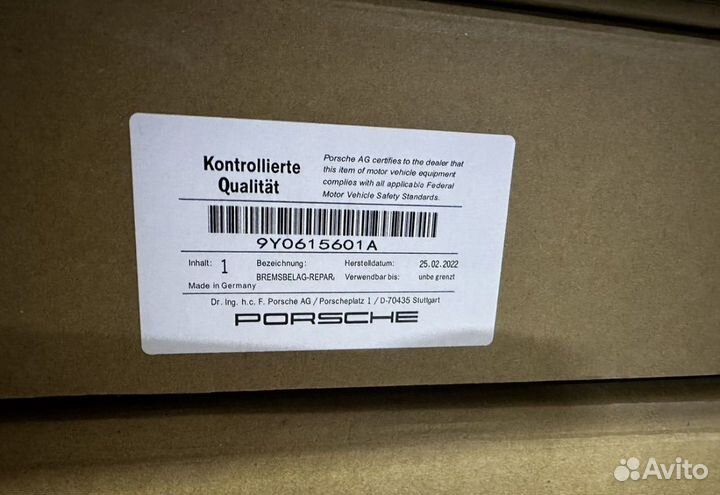 Kontrollierte
Qualität
Porsche AG certifies to the dealer that
this item of motor vehicle equipment
complies with all applicable Federal
Motor Vehicle Safety Standards.
9Y0615601A
Inhalt: 1 Bezeichnung: Herstelldatum: 25.02.2022
BREMSBELAG-REPAR. Verwendbar bis: unbe grenzt
Made in Germany
Dr. Ing. h.c. F. Porsche AG / Porscheplatz 1 / D-70435 Stuttgart
PORSCHE
Avito